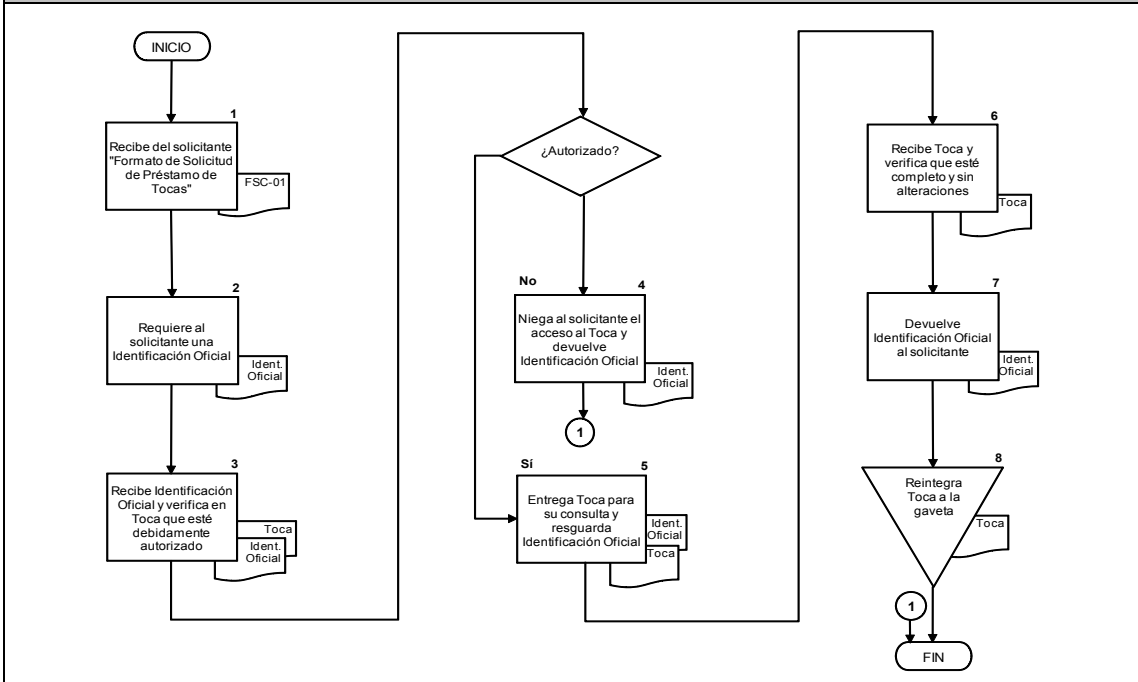 INICIO
1
Recibe del solicitante
"Formato de Solicitud
de Préstamo de
Tocas"
FSC-01
2
Requiere al
solicitante una
Identificación Oficial
Ident.
Oficial
3
Recibe Identificación
Oficial y verifica en
Toca que esté
debidamente
autorizado
Toca
Ident.
Oficial
¿Autorizado?
No
4
Niega al solicitante el
acceso al Toca y
devuelve
Identificación Oficial
Ident.
Oficial
1
Sí
5
Entrega Toca para
su consulta y
resguarda
Identificación Oficial
Ident.
Oficial
Toca
6
Recibe Toca y
verifica que esté
completo y sin
alteraciones
Toca
7
Devuelve
Identificación Oficial
al solicitante
Ident.
Oficial
8
Reintegra
Toca a la
gaveta
Toca
1
FIN